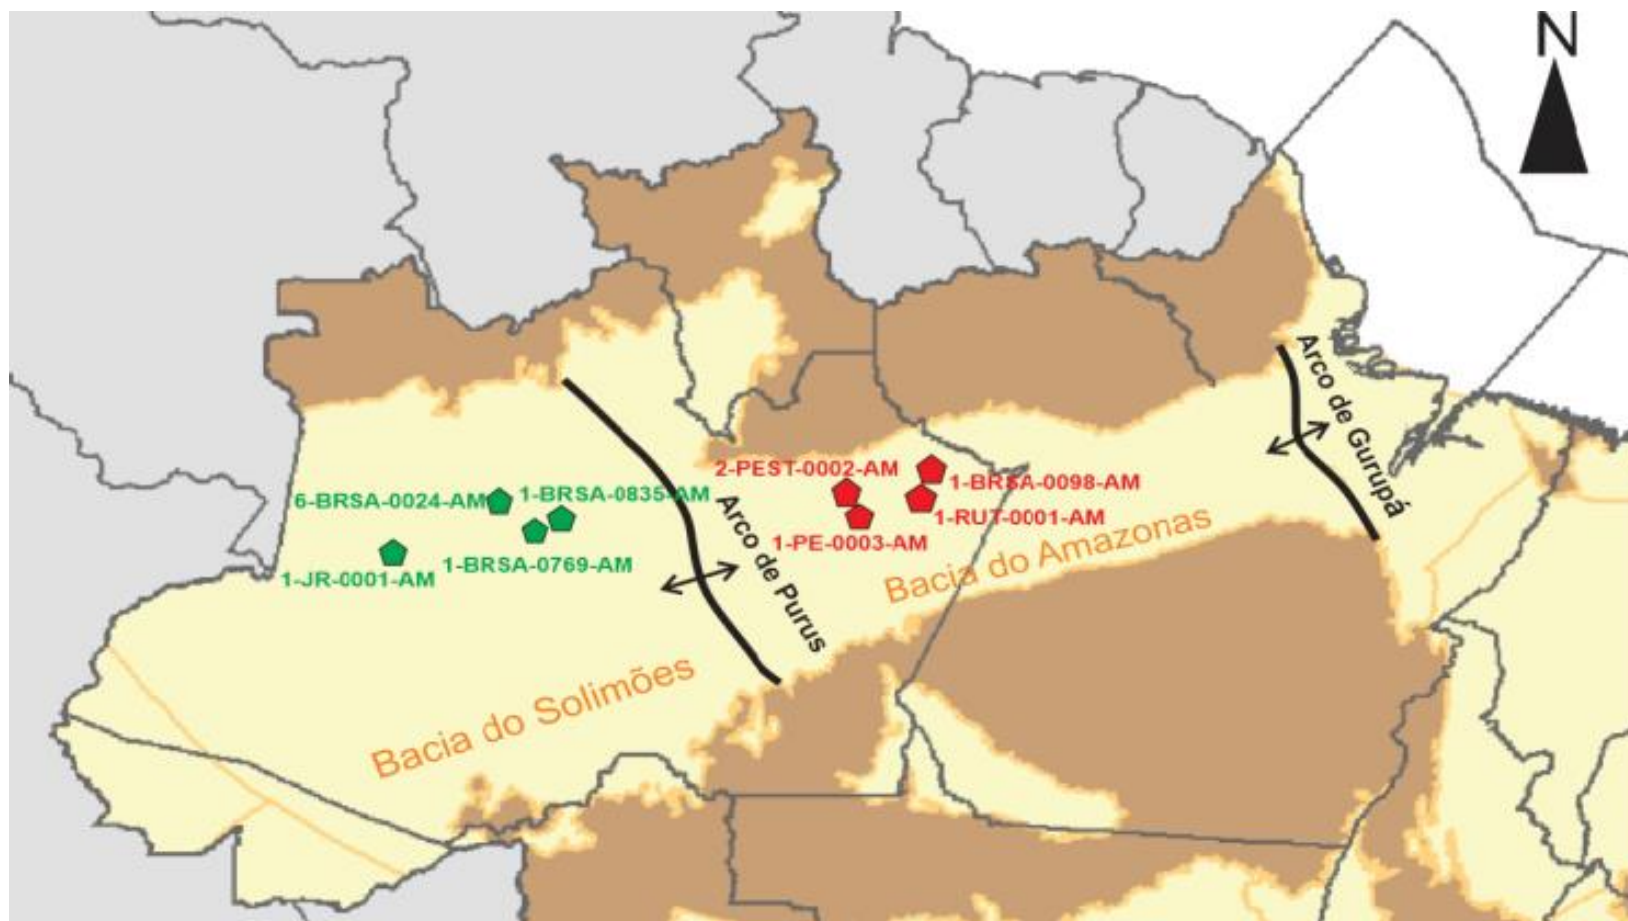 N
Arco de Gurupá
2-PEST-0002-AM
1-BRSA-0098-AM
6-BRSA-0024-AM
1-BRSA-0835-AM
1-RUT-0001-AM
1-PE-0003-AM
1-JR-0001-AM
1-BRSA-0769-AM
Arco de Purus
Bacia do Amazonas
Bacia do Solimões